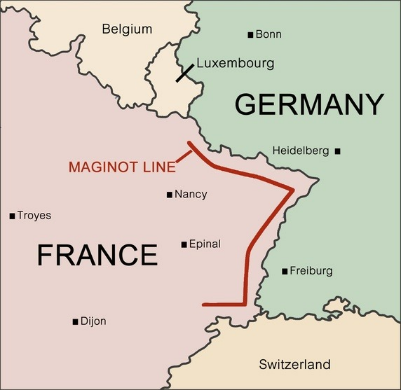 Belgium
Bonn
Luxembourg
GERMANY
Heidelberg
MAGINOT LINE
Nancy
Troyes
Epinal
FRANCE
Freiburg
Dijon
Switzerland